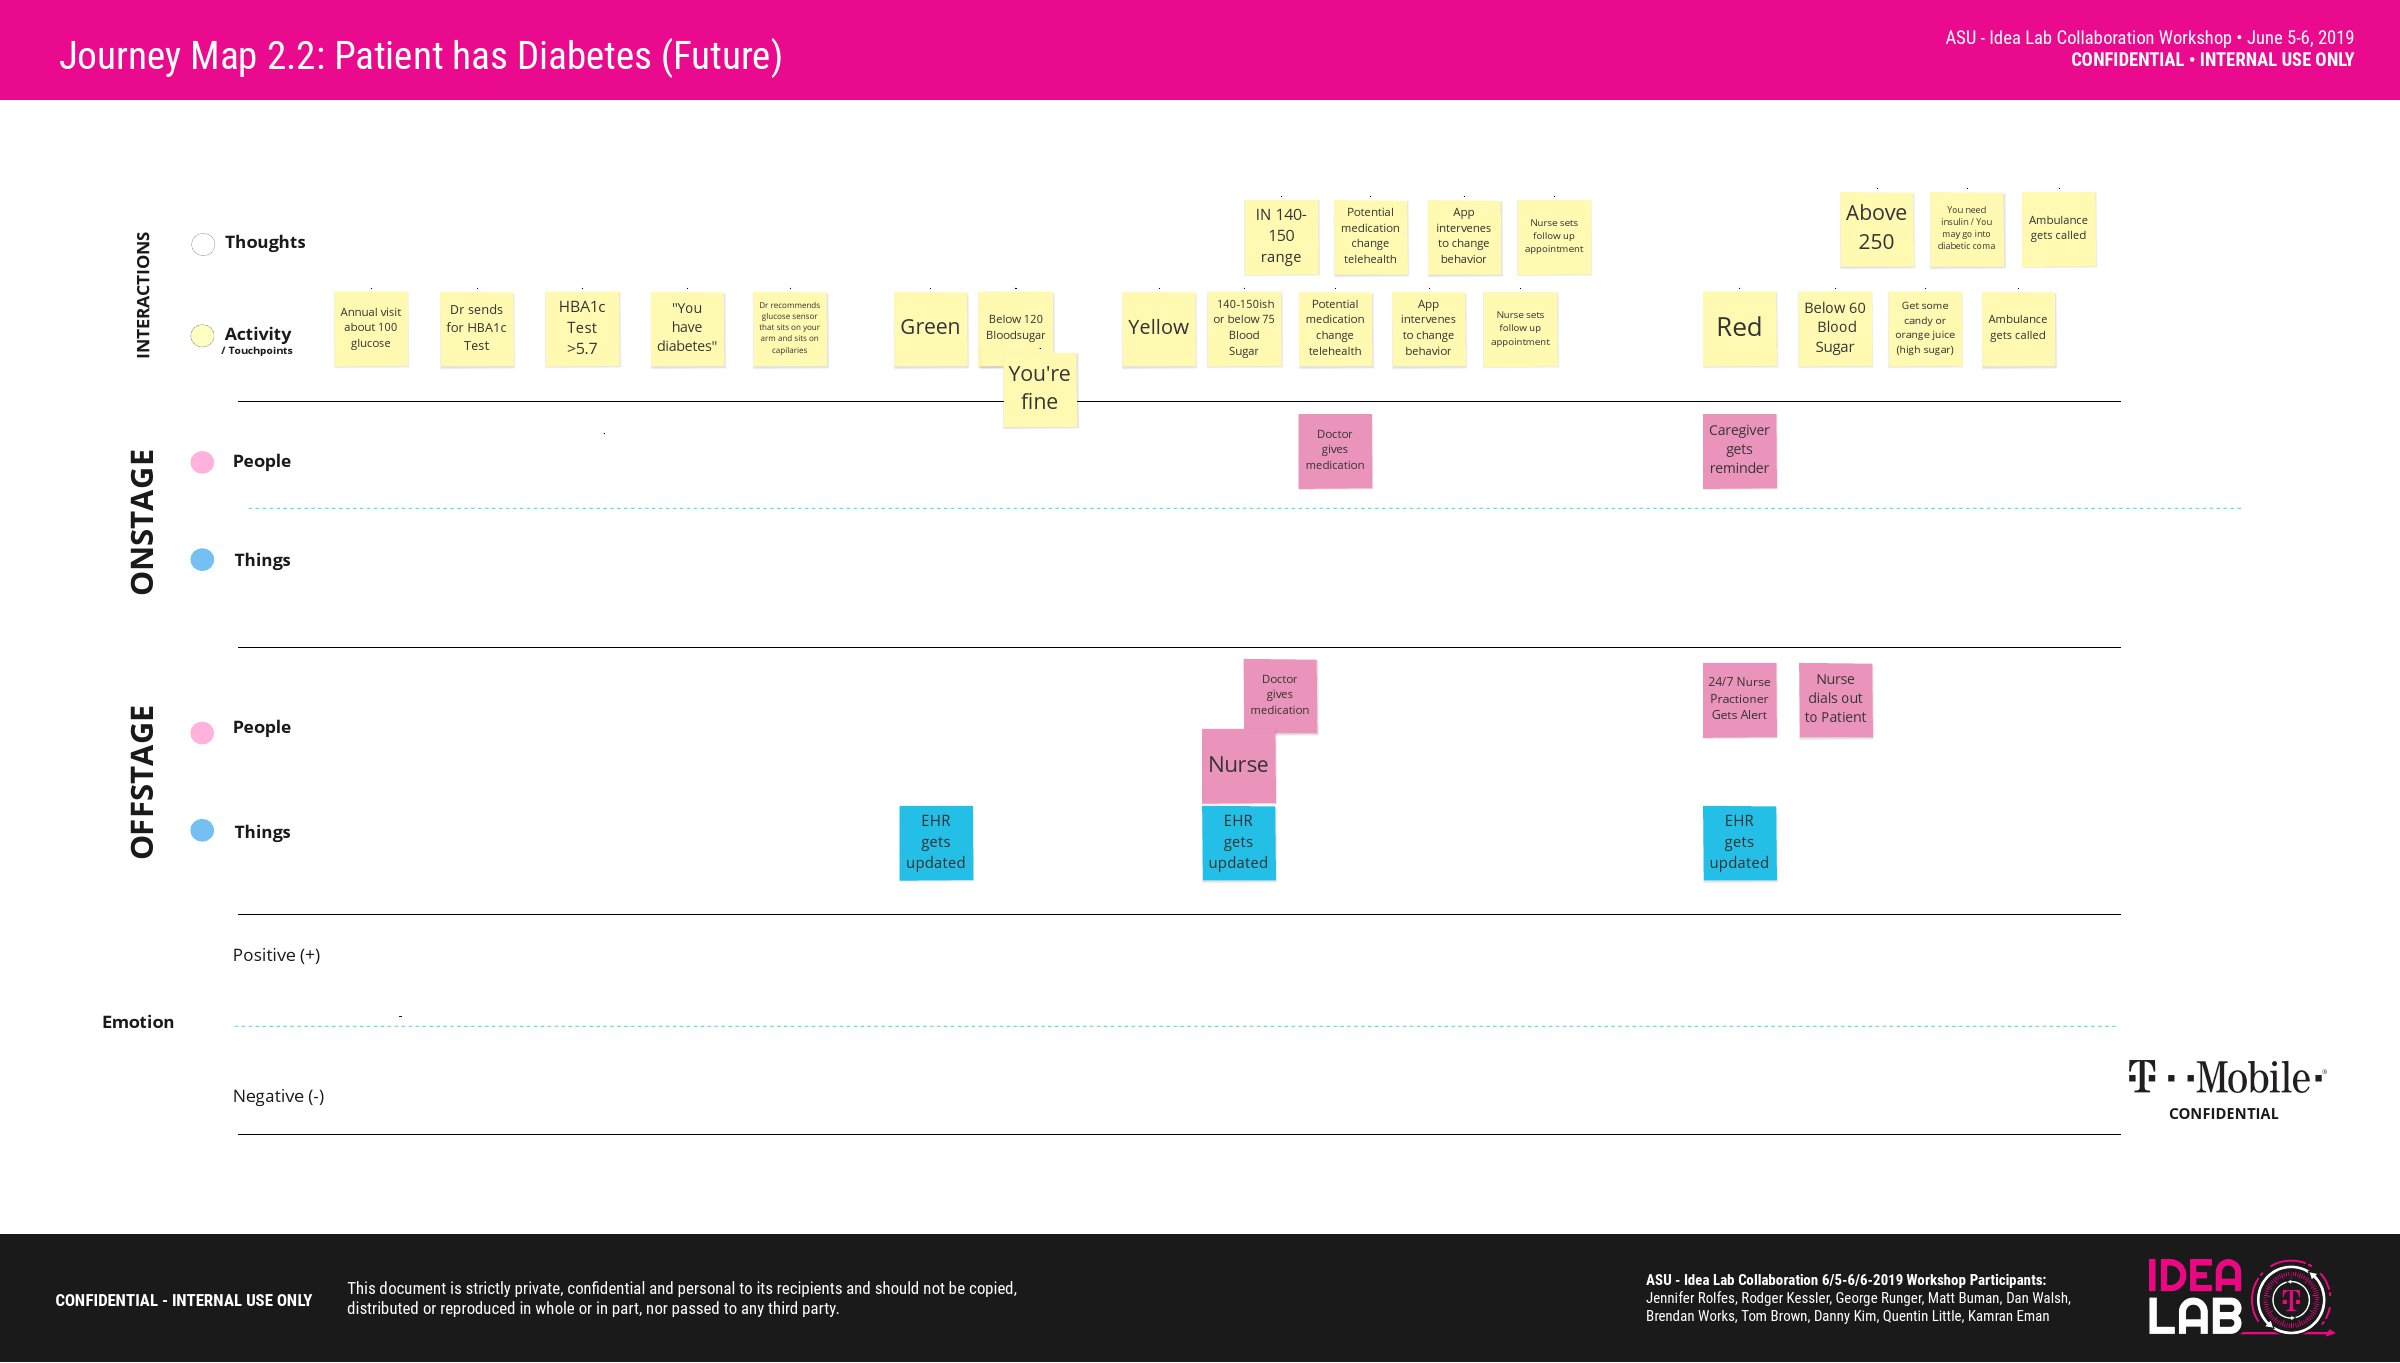 Journey Map 2.2: Patient has Diabetes (Future)
ASU - Idea Lab Collaboration Workshop • June 5-6, 2019
CONFIDENTIAL • INTERNAL USE ONLY
INTERACTIONS
Thoughts
IN 140-
150
range
Potential
medication
change
telehealth
App
intervenes
to change
behavior
Nurse sets
follow up
appointment
Above
250
You need
insulin / You
may go into
diabetic coma
Ambulance
gets called
Activity
/ Touchpoints
Annual visit
about 100
glucose
Dr sends
for HBA1c
Test
HBA1c
Test
>5.7
"You
have
diabetes"
Dr recommends
glucose sensor
that sits on your
arm and sits on
capilaries
Green
Below 120
Bloodsugar
You're
fine
Yellow
140-150ish
or below 75
Blood
Sugar
Potential
medication
change
telehealth
App
intervenes
to change
behavior
Nurse sets
follow up
appointment
Red
Below 60
Blood
Sugar
Get some
candy or
orange juice
(high sugar)
Ambulance
gets called
ONSTAGE
People
Doctor
gives
medication
Caregiver
gets
reminder
Things
OFFSTAGE
People
Doctor
gives
medication
Nurse
24/7 Nurse
Practioner
Gets Alert
Nurse
dials out
to Patient
Things
EHR
gets
updated
EHR
gets
updated
EHR
gets
updated
Emotion
Positive (+)
Negative (-)
T··Mobile·®
CONFIDENTIAL
CONFIDENTIAL - INTERNAL USE ONLY
This document is strictly private, confidential and personal to its recipients and should not be copied,
distributed or reproduced in whole or in part, nor passed to any third party.
ASU - Idea Lab Collaboration 6/5-6/6-2019 Workshop Participants:
Jennifer Rolfes, Rodger Kessler, George Runger, Matt Buman, Dan Walsh,
Brendan Works, Tom Brown, Danny Kim, Quentin Little, Kamran Eman
IDEA
LAB
T